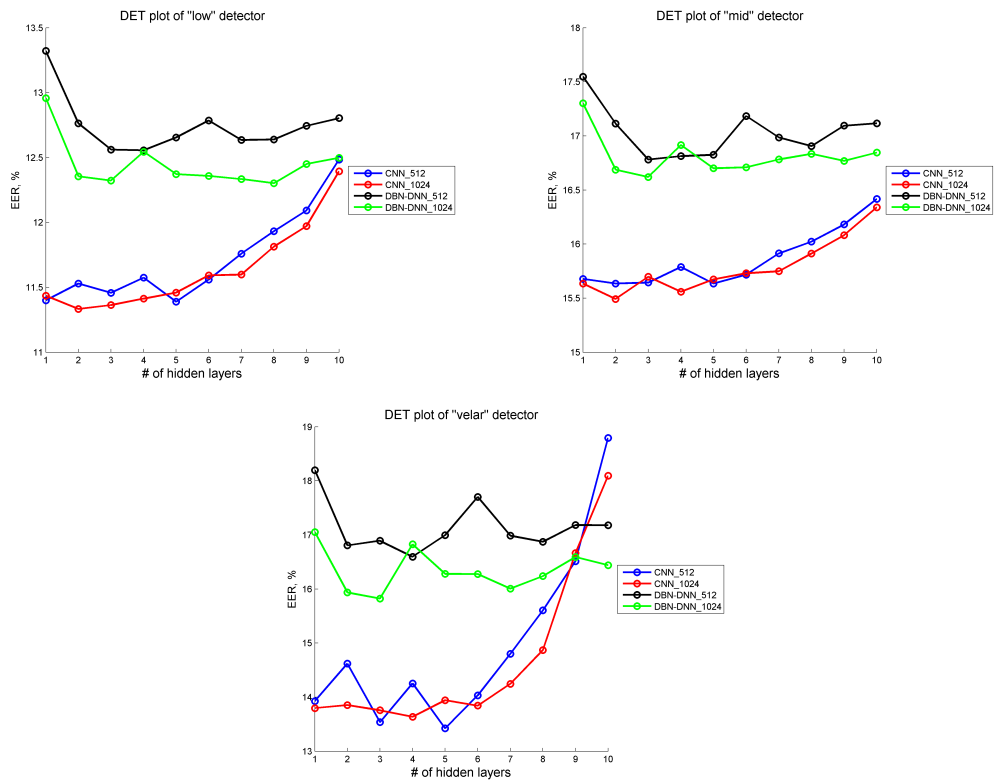 DET plot of "low" detector
13.5
13
12.5
12
11.5
11
EER, %
1 2 3 4 5 6 7 8 9 10
# of hidden layers
CNN_512
CNN_1024
DBN-DNN_512
DBN-DNN_1024
DET plot of "mid" detector
18
17.5
17
16.5
16
15.5
15
EER, %
1 2 3 4 5 6 7 8 9 10
# of hidden layers
CNN_512
CNN_1024
DBN-DNN_512
DBN-DNN_1024
DET plot of "velar" detector
19
18
17
16
15
14
13
EER, %
1 2 3 4 5 6 7 8 9 10
# of hidden layers
CNN_512
CNN_1024
DBN-DNN_512
DBN-DNN_1024